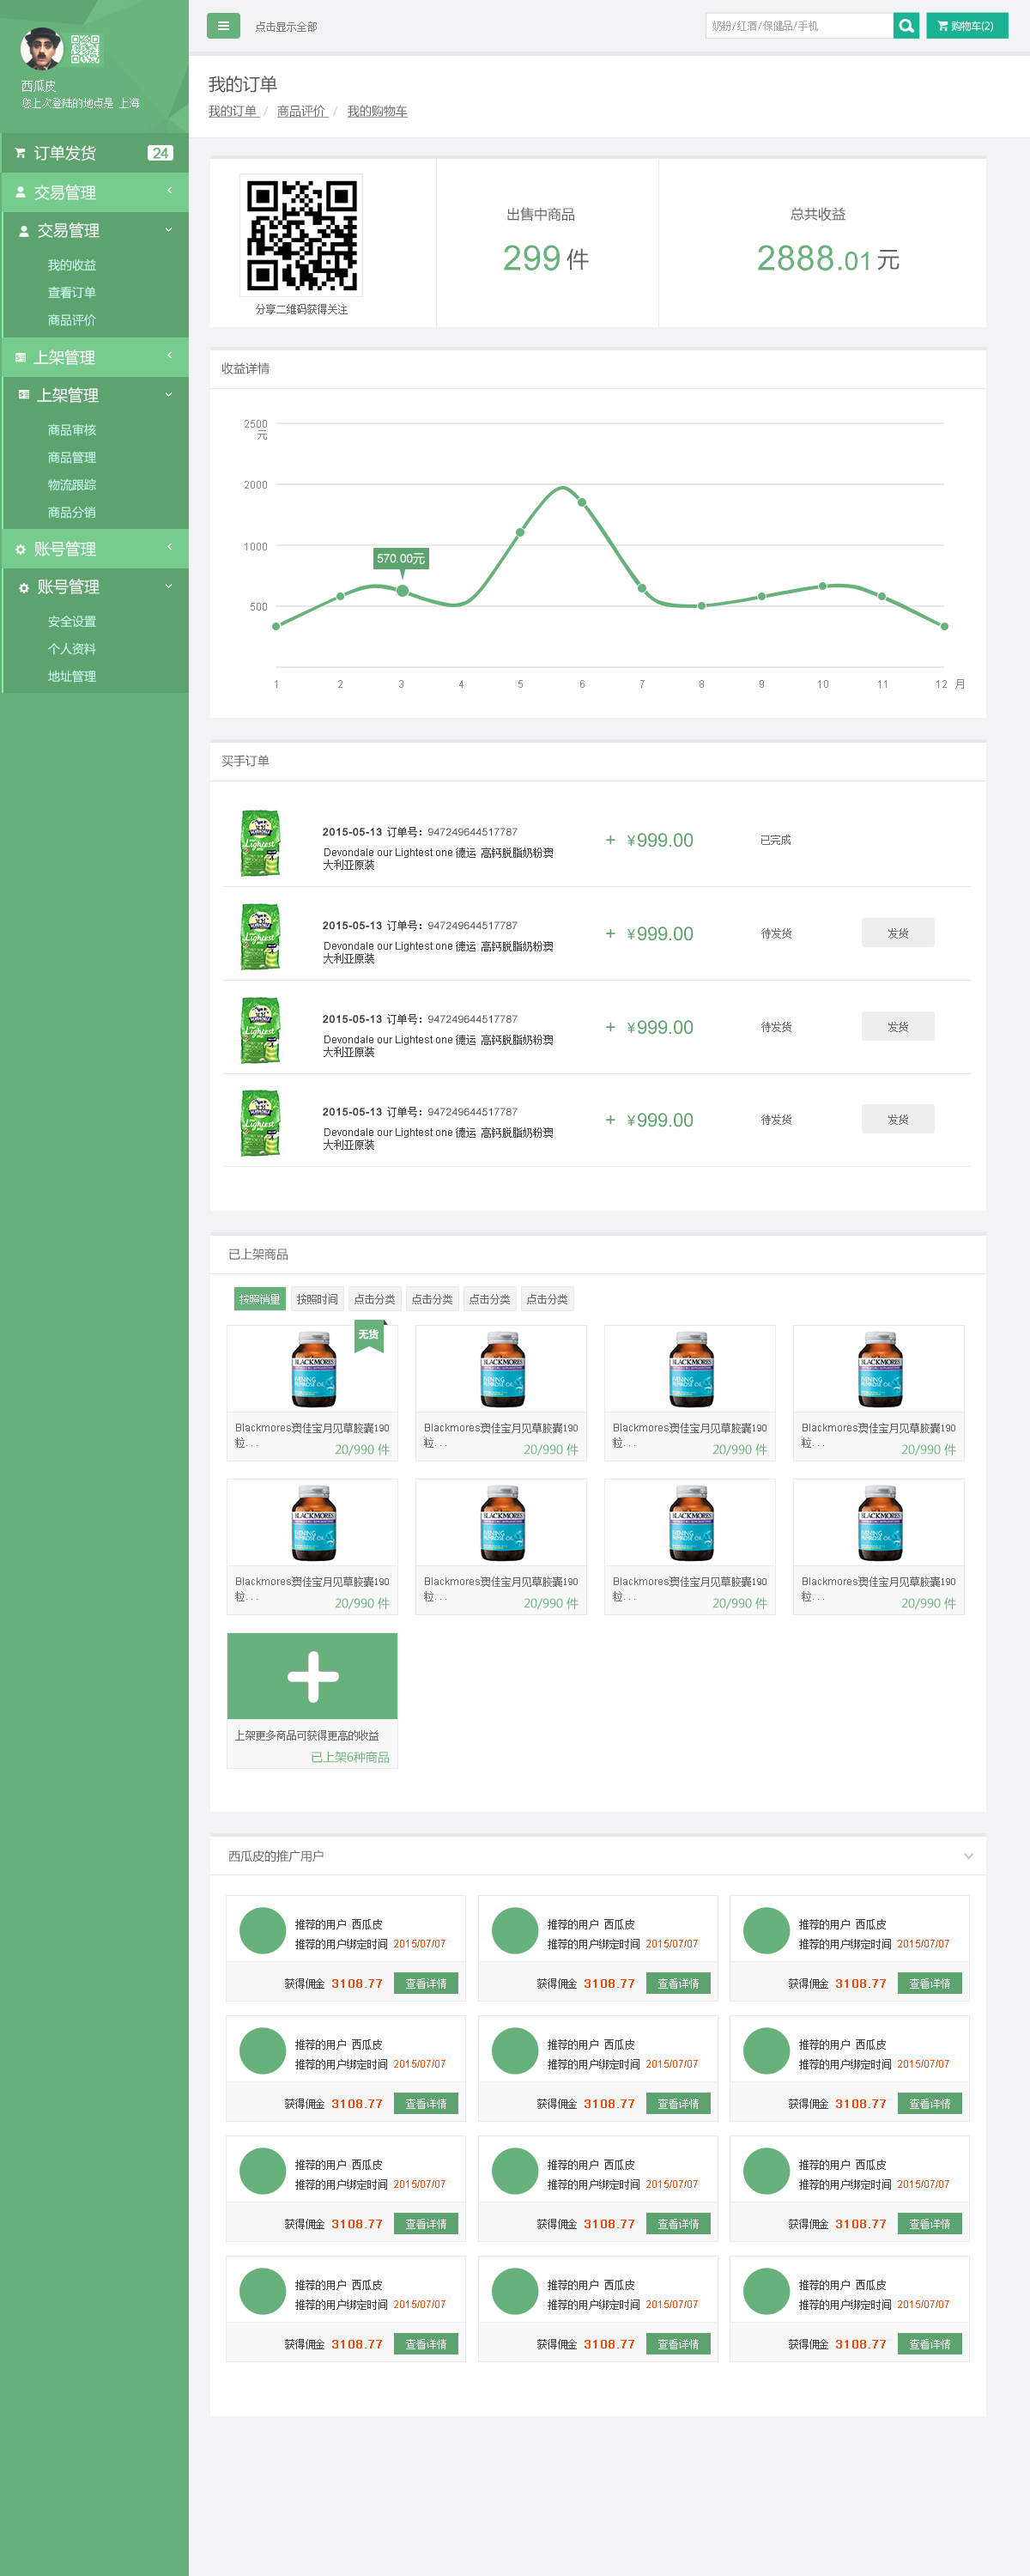 点击显示全部
奶粉/红酒/保健品/手机
购物车(2)
西瓜皮
您上次登陆的地点是 上海
订单发货 24
交易管理
交易管理
我的收益
查看订单
商品评价
上架管理
上架管理
商品审核
商品管理
物流跟踪
商品分销
账号管理
账号管理
安全设置
个人资料
地址管理
我的订单
我的订单 / 商品评价 / 我的购物车
分享二维码获得关注
出售中商品
299 件
总共收益
2888.01 元
收益详情
2500
元
2000
1000
500
570.00元
1 2 3 4 5 6 7 8 9 10 11 12 月
买手订单
2015-05-13 订单号：947249644517787
Devondale our Lightest one 德运 高钙脱脂奶粉澳
大利亚原装
+ ¥999.00
已完成
2015-05-13 订单号：947249644517787
Devondale our Lightest one 德运 高钙脱脂奶粉澳
大利亚原装
+ ¥999.00
待发货
发货
2015-05-13 订单号：947249644517787
Devondale our Lightest one 德运 高钙脱脂奶粉澳
大利亚原装
+ ¥999.00
待发货
发货
2015-05-13 订单号：947249644517787
Devondale our Lightest one 德运 高钙脱脂奶粉澳
大利亚原装
+ ¥999.00
待发货
发货
已上架商品
按照销量 按照时间 点击分类 点击分类 点击分类 点击分类
无货
Blackmores澳佳宝月见草胶囊190
粒...
20/990 件
Blackmores澳佳宝月见草胶囊190
粒...
20/990 件
Blackmores澳佳宝月见草胶囊190
粒...
20/990 件
Blackmores澳佳宝月见草胶囊190
粒...
20/990 件
Blackmores澳佳宝月见草胶囊190
粒...
20/990 件
Blackmores澳佳宝月见草胶囊190
粒...
20/990 件
Blackmores澳佳宝月见草胶囊190
粒...
20/990 件
Blackmores澳佳宝月见草胶囊190
粒...
20/990 件
上架更多商品可获得更高的收益
已上架6种商品
西瓜皮的推广用户
推荐的用户 西瓜皮
推荐的用户绑定时间 2015/07/07
获得佣金 3108.77 查看详情
推荐的用户 西瓜皮
推荐的用户绑定时间 2015/07/07
获得佣金 3108.77 查看详情
推荐的用户 西瓜皮
推荐的用户绑定时间 2015/07/07
获得佣金 3108.77 查看详情
推荐的用户 西瓜皮
推荐的用户绑定时间 2015/07/07
获得佣金 3108.77 查看详情
推荐的用户 西瓜皮
推荐的用户绑定时间 2015/07/07
获得佣金 3108.77 查看详情
推荐的用户 西瓜皮
推荐的用户绑定时间 2015/07/07
获得佣金 3108.77 查看详情
推荐的用户 西瓜皮
推荐的用户绑定时间 2015/07/07
获得佣金 3108.77 查看详情
推荐的用户 西瓜皮
推荐的用户绑定时间 2015/07/07
获得佣金 3108.77 查看详情
推荐的用户 西瓜皮
推荐的用户绑定时间 2015/07/07
获得佣金 3108.77 查看详情
推荐的用户 西瓜皮
推荐的用户绑定时间 2015/07/07
获得佣金 3108.77 查看详情
推荐的用户 西瓜皮
推荐的用户绑定时间 2015/07/07
获得佣金 3108.77 查看详情
推荐的用户 西瓜皮
推荐的用户绑定时间 2015/07/07
获得佣金 3108.77 查看详情